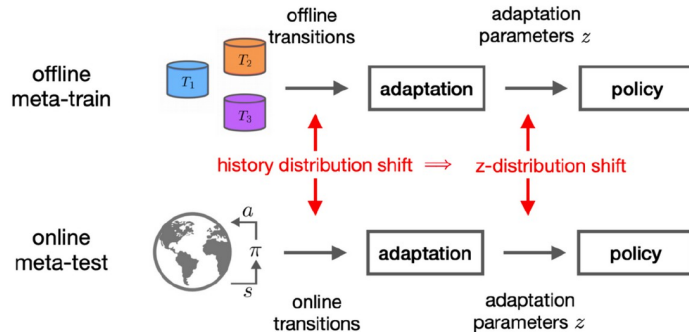 offline
transitions
adaptation
parameters z
offline
meta-train
T₁
T₂
T₃
adaptation
policy
history distribution shift ⟹ z-distribution shift
online
meta-test
a
π
s
adaptation
policy
online
transitions
adaptation
parameters z